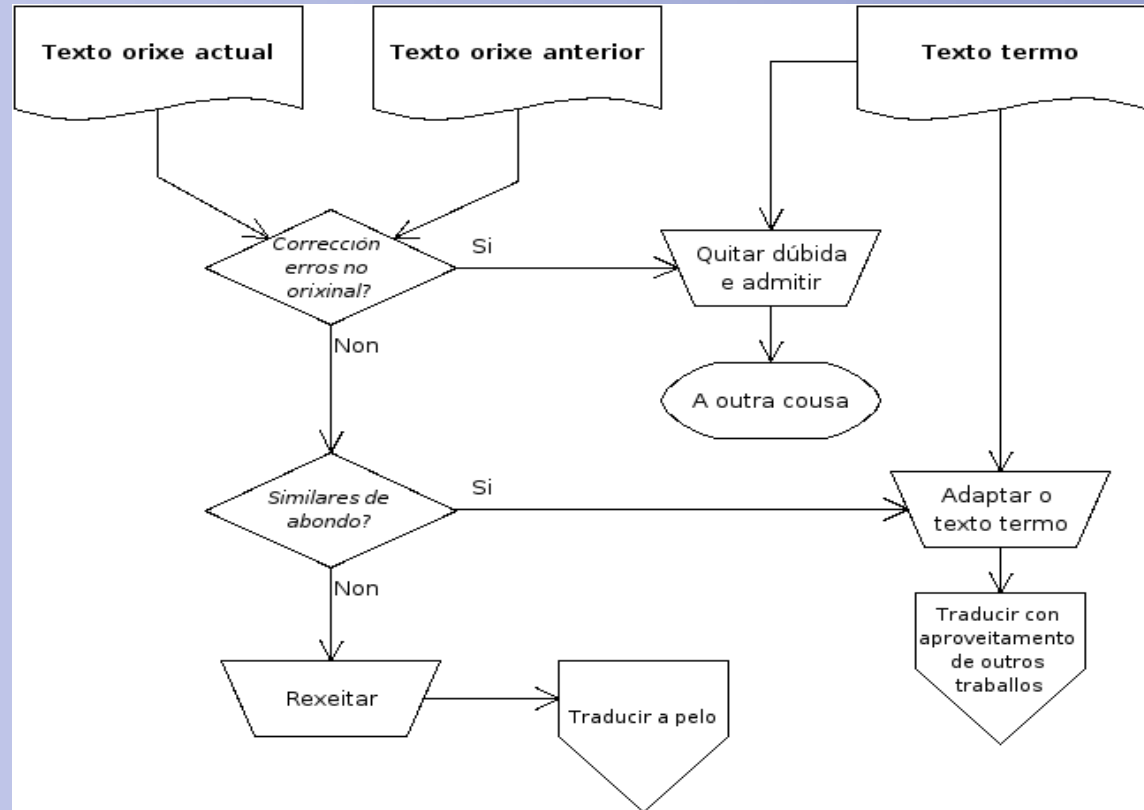 Texto orixe actual
Texto orixe anterior
Texto termo
Corrección
erros no
orixinal?
Si
Quitar dúbida
e admitir
Non
A outra cousa
Similares de
abondo?
Si
Adaptar o
texto termo
Non
Traducir con
aproveitamento
de outros
traballos
Rexeitar
Traducir a pelo